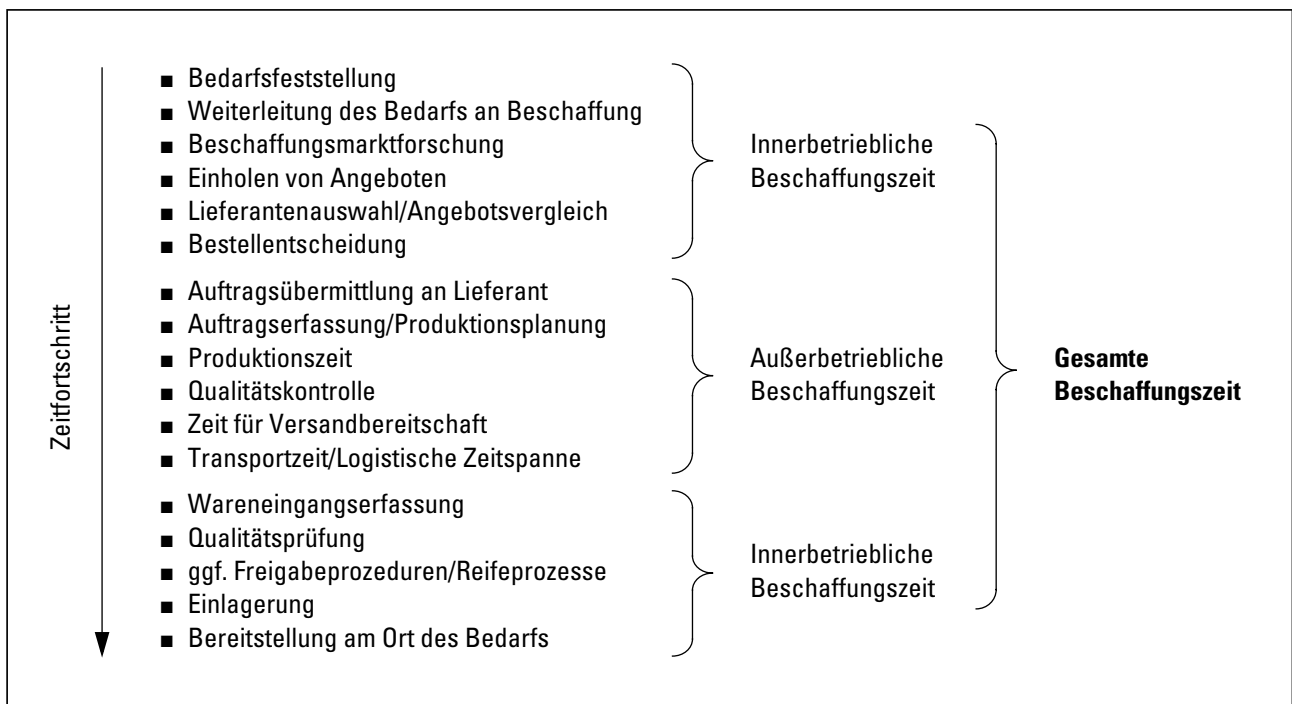 Zeitfortschritt
■ Bedarfsfeststellung
■ Weiterleitung des Bedarfs an Beschaffung
■ Beschaffungsmarktforschung
■ Einholen von Angeboten
■ Lieferantenauswahl/Angebotsvergleich
■ Bestellentscheidung
Innerbetriebliche
Beschaffungszeit
■ Auftragsübermittlung an Lieferant
■ Auftragserfassung/Produktionsplanung
■ Produktionszeit
■ Qualitätskontrolle
■ Zeit für Versandbereitschaft
■ Transportzeit/Logistische Zeitspanne
Außerbetriebliche
Beschaffungszeit
■ Wareneingangserfassung
■ Qualitätsprüfung
■ ggf. Freigabeprozeduren/Reifeprozesse
■ Einlagerung
■ Bereitstellung am Ort des Bedarfs
Innerbetriebliche
Beschaffungszeit
Gesamte
Beschaffungszeit